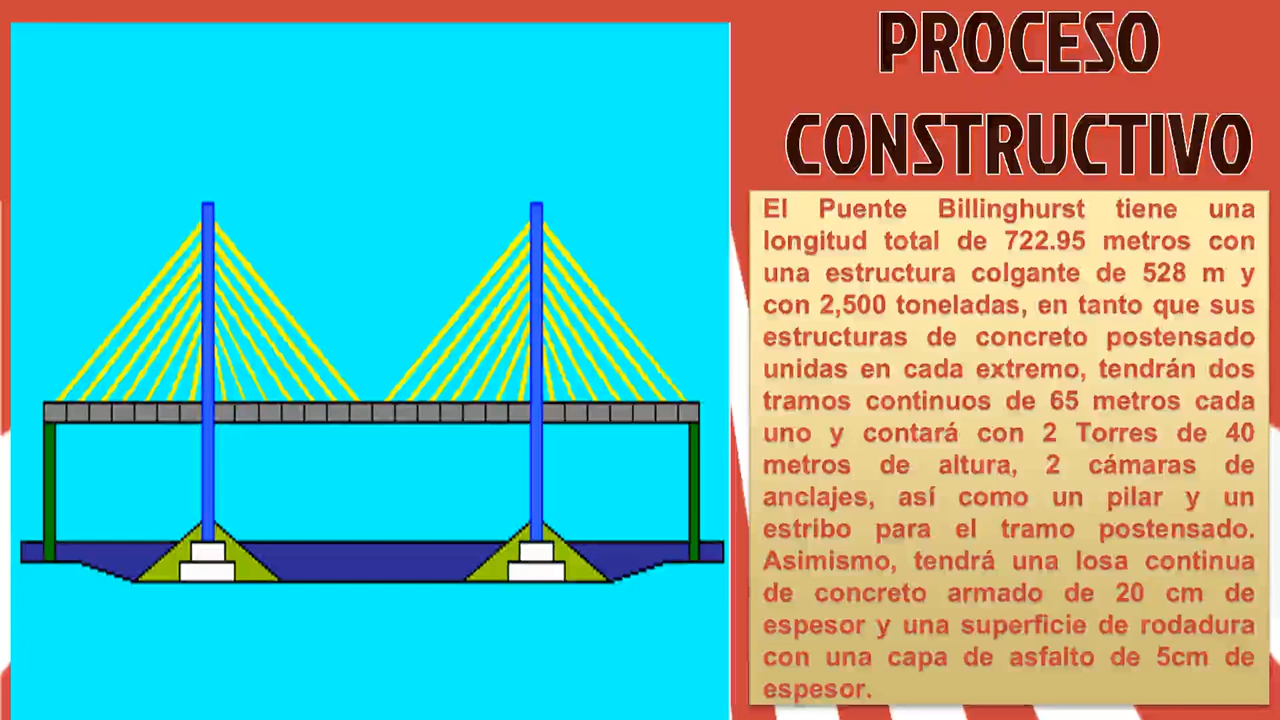 PROCESO
CONSTRUCTIVO
El Puente Billinghurst tiene una
longitud total de 722.95 metros con
una estructura colgante de 528 m y
con 2,500 toneladas, en tanto que sus
estructuras de concreto postensado
unidas en cada extremo, tendrán dos
tramos continuos de 65 metros cada
uno y contará con 2 Torres de 40
metros de altura, 2 cámaras de
anclajes, así como un pilar y un
estribo para el tramo postensado.
Asimismo, tendrá una losa continua
de concreto armado de 20 cm de
espesor y una superficie de rodadura
con una capa de asfalto de 5cm de
espesor.